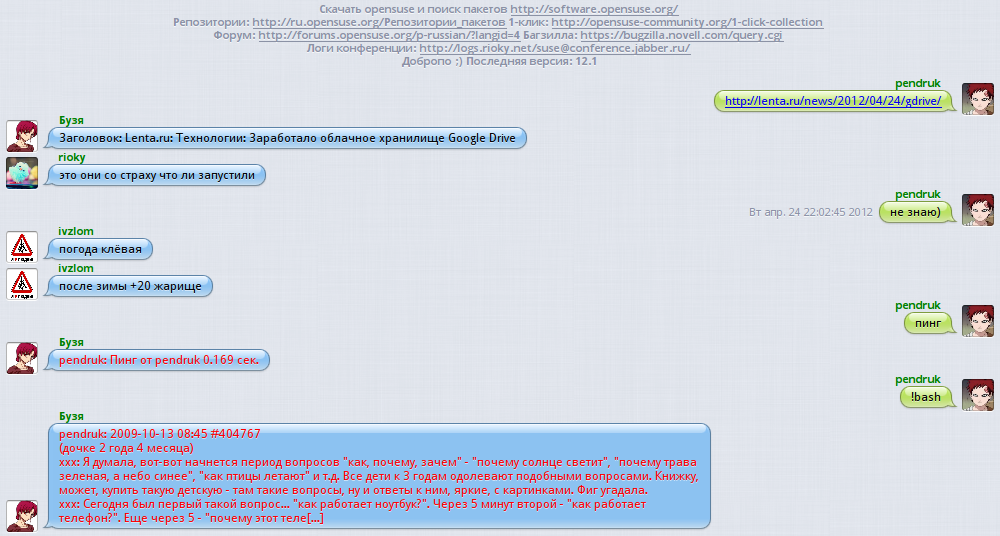 Скачать opensuse и поиск пакетов http://software.opensuse.org/
Репозитории: http://ru.opensuse.org/Репозитории_пакетов 1-клик: http://opensuse-community.org/1-click-collection
Форум: http://forums.opensuse.org/p-russian/?langid=4 Багзилла: https://bugzilla.novell.com/query.cgi
Логи конференции: http://logs.rioky.net/suse@conference.jabber.ru/
Добропо ;) Последняя версия: 12.1
pendruk
http://lenta.ru/news/2012/04/24/gdrive/
Бузя
Заголовок: Lenta.ru: Технологии: Заработало облачное хранилище Google Drive
rioky
это они со страху что ли запустили
pendruk
Вт апр. 24 22:02:45 2012 не знаю)
ivzlom
погода клёвая
ivzlom
после зимы +20 жарище
pendruk
пинг
Бузя
pendruk: Пинг от pendruk 0.169 сек.
pendruk
!bash
Бузя
pendruk: 2009-10-13 08:45 #404767
(дочке 2 года 4 месяца)
xxx: Я думала, вот-вот начнется период вопросов "как, почему, зачем" - "почему солнце светит", "почему трава
зеленая, а небо синее", "как птицы летают" и т.д. Все дети к 3 годам одолевают подобными вопросами. Книжку,
может, купить такую детскую - там такие вопросы, ну и ответы к ним, яркие, с картинками. Фиг угадала.
xxx: Сегодня был первый такой вопрос... "как работает ноутбук?". Через 5 минут второй - "как работает
телефон?". Еще через 5 - "почему этот теле[...]